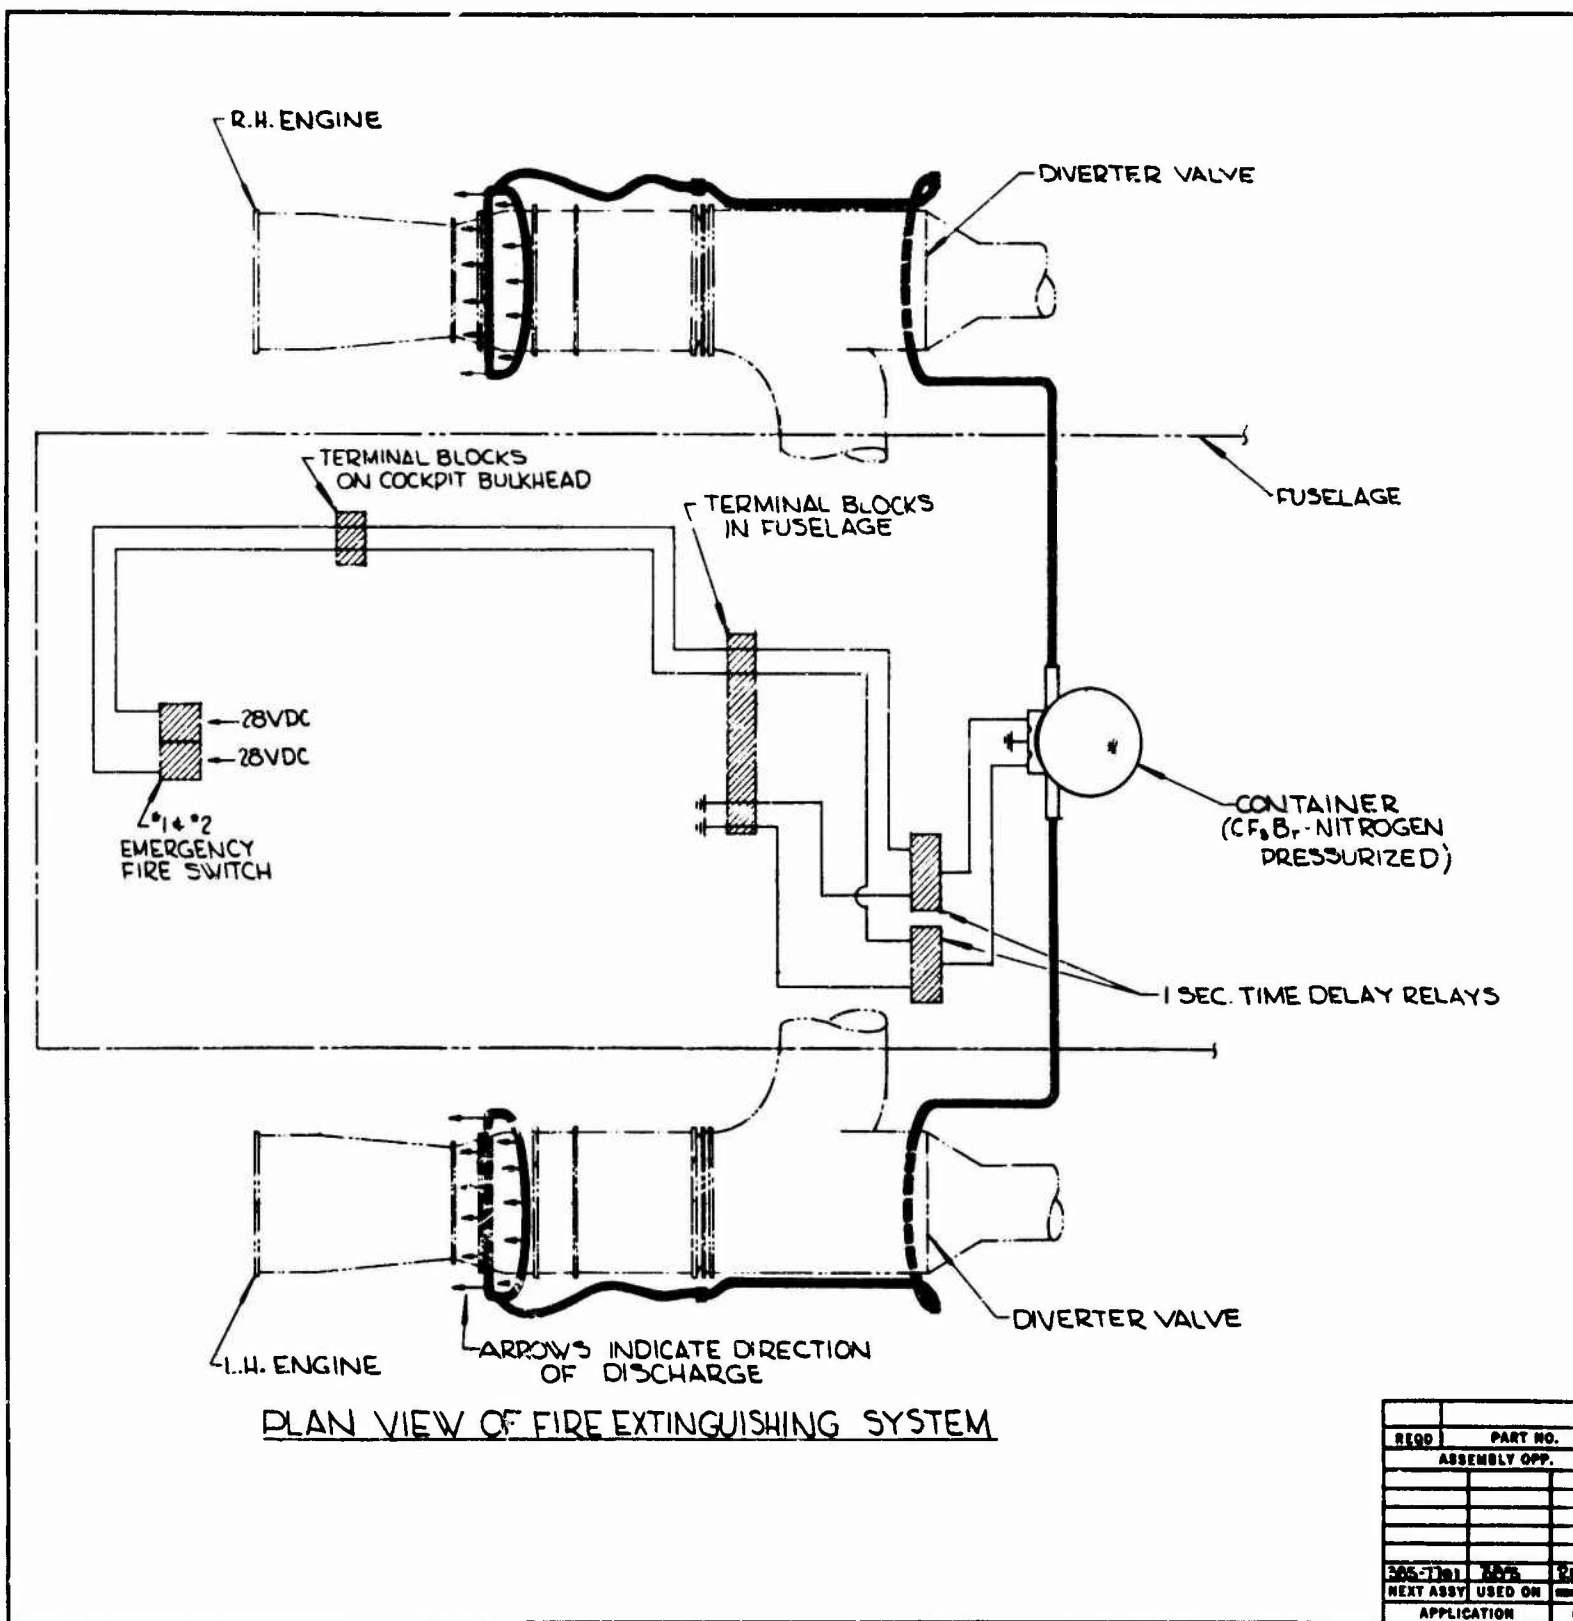 R.H. ENGINE
DIVERTER VALVE
TERMINAL BLOCKS
ON COCKPIT BULKHEAD
TERMINAL BLOCKS
IN FUSELAGE
FUSELAGE
28VDC
28VDC
#1 & #2
EMERGENCY
FIRE SWITCH
CONTAINER
(CF3Br-NITROGEN
PRESSURIZED)
1 SEC. TIME DELAY RELAYS
DIVERTER VALVE
L.H. ENGINE
ARROWS INDICATE DIRECTION
OF DISCHARGE
PLAN VIEW OF FIRE EXTINGUISHING SYSTEM
REQD PART NO.
ASSEMBLY OPP.
NEXT ASSY USED ON
APPLICATION